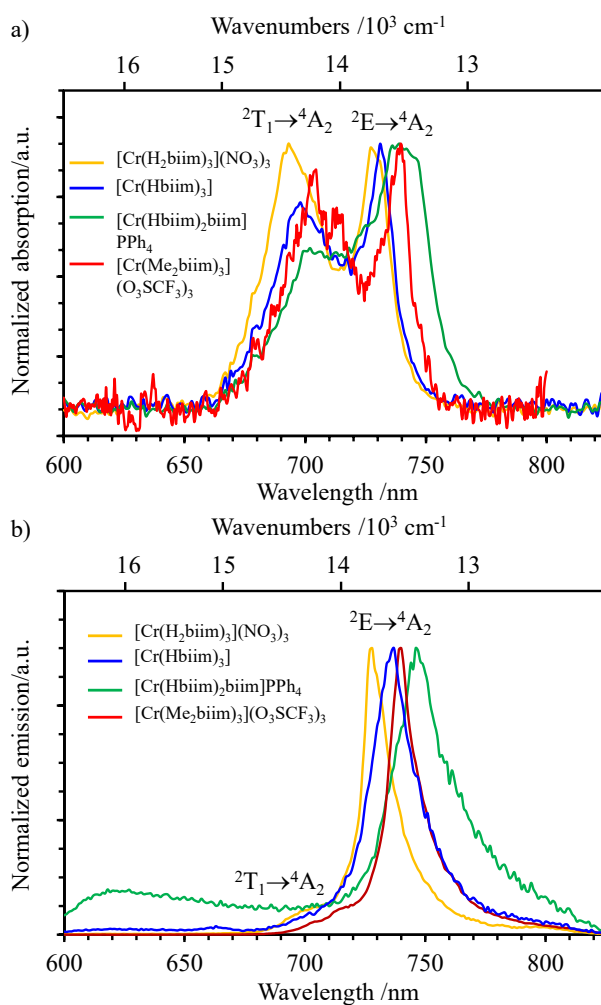 a)
Wavenumbers /10³ cm⁻¹
16 15 14 13
²T₁→⁴A₂ ²E→⁴A₂
[Cr(H₂biim)₃](NO₃)₃
[Cr(Hbiim)₃]
[Cr(Hbiim)₂biim]
PPh₄
[Cr(Me₂biim)₃]
(O₃SCF₃)₃
Normalized absorption/a.u.
600 650 700 750 800
Wavelength /nm
b)
Wavenumbers /10³ cm⁻¹
16 15 14 13
²E→⁴A₂
[Cr(H₂biim)₃](NO₃)₃
[Cr(Hbiim)₃]
[Cr(Hbiim)₂biim]PPh₄
[Cr(Me₂biim)₃](O₃SCF₃)₃
²T₁→⁴A₂
Normalized emission/a.u.
600 650 700 750 800
Wavelength /nm